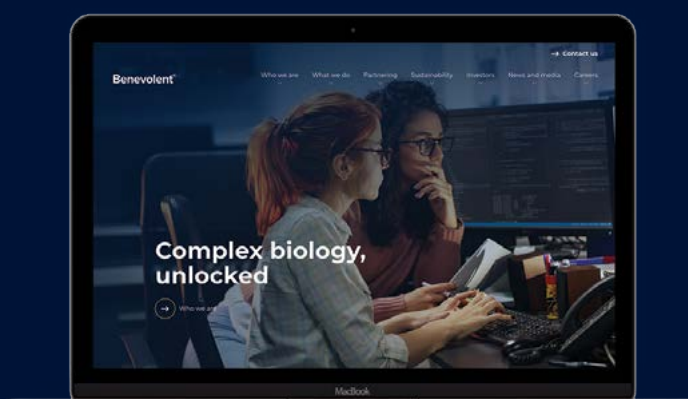 → Contact us
Benevolent
Who we are What we do Partnering Sustainability Investors News and media Careers
Complex biology,
unlocked
Who we are
MacBook